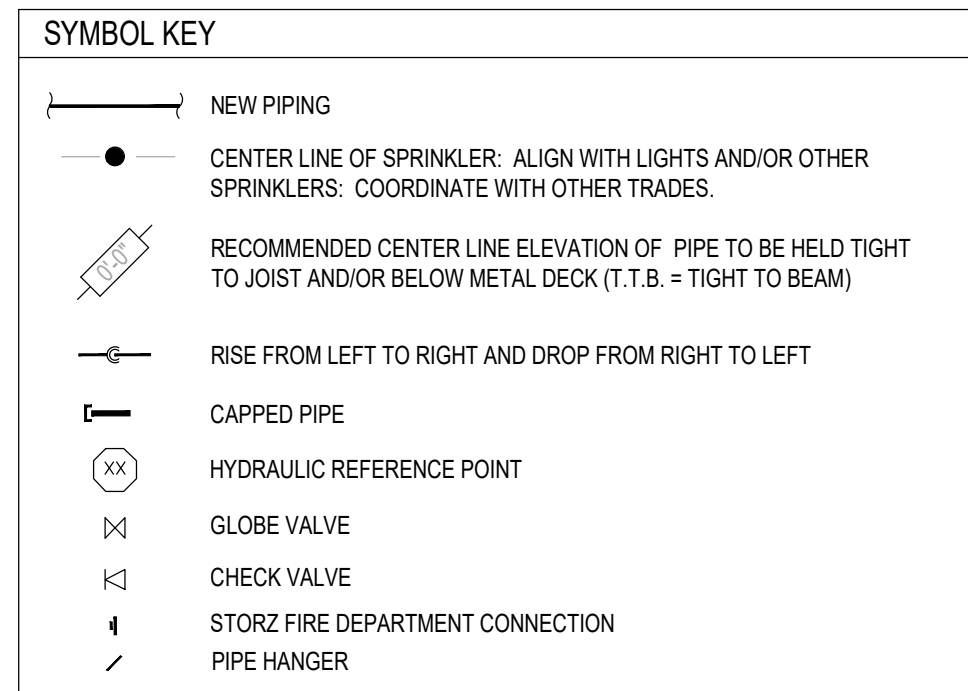 SYMBOL KEY
NEW PIPING
CENTER LINE OF SPRINKLER: ALIGN WITH LIGHTS AND/OR OTHER
SPRINKLERS: COORDINATE WITH OTHER TRADES.
0'-0"
RECOMMENDED CENTER LINE ELEVATION OF PIPE TO BE HELD TIGHT
TO JOIST AND/OR BELOW METAL DECK (T.T.B. = TIGHT TO BEAM)
RISE FROM LEFT TO RIGHT AND DROP FROM RIGHT TO LEFT
CAPPED PIPE
XX
HYDRAULIC REFERENCE POINT
GLOBE VALVE
CHECK VALVE
STORZ FIRE DEPARTMENT CONNECTION
PIPE HANGER